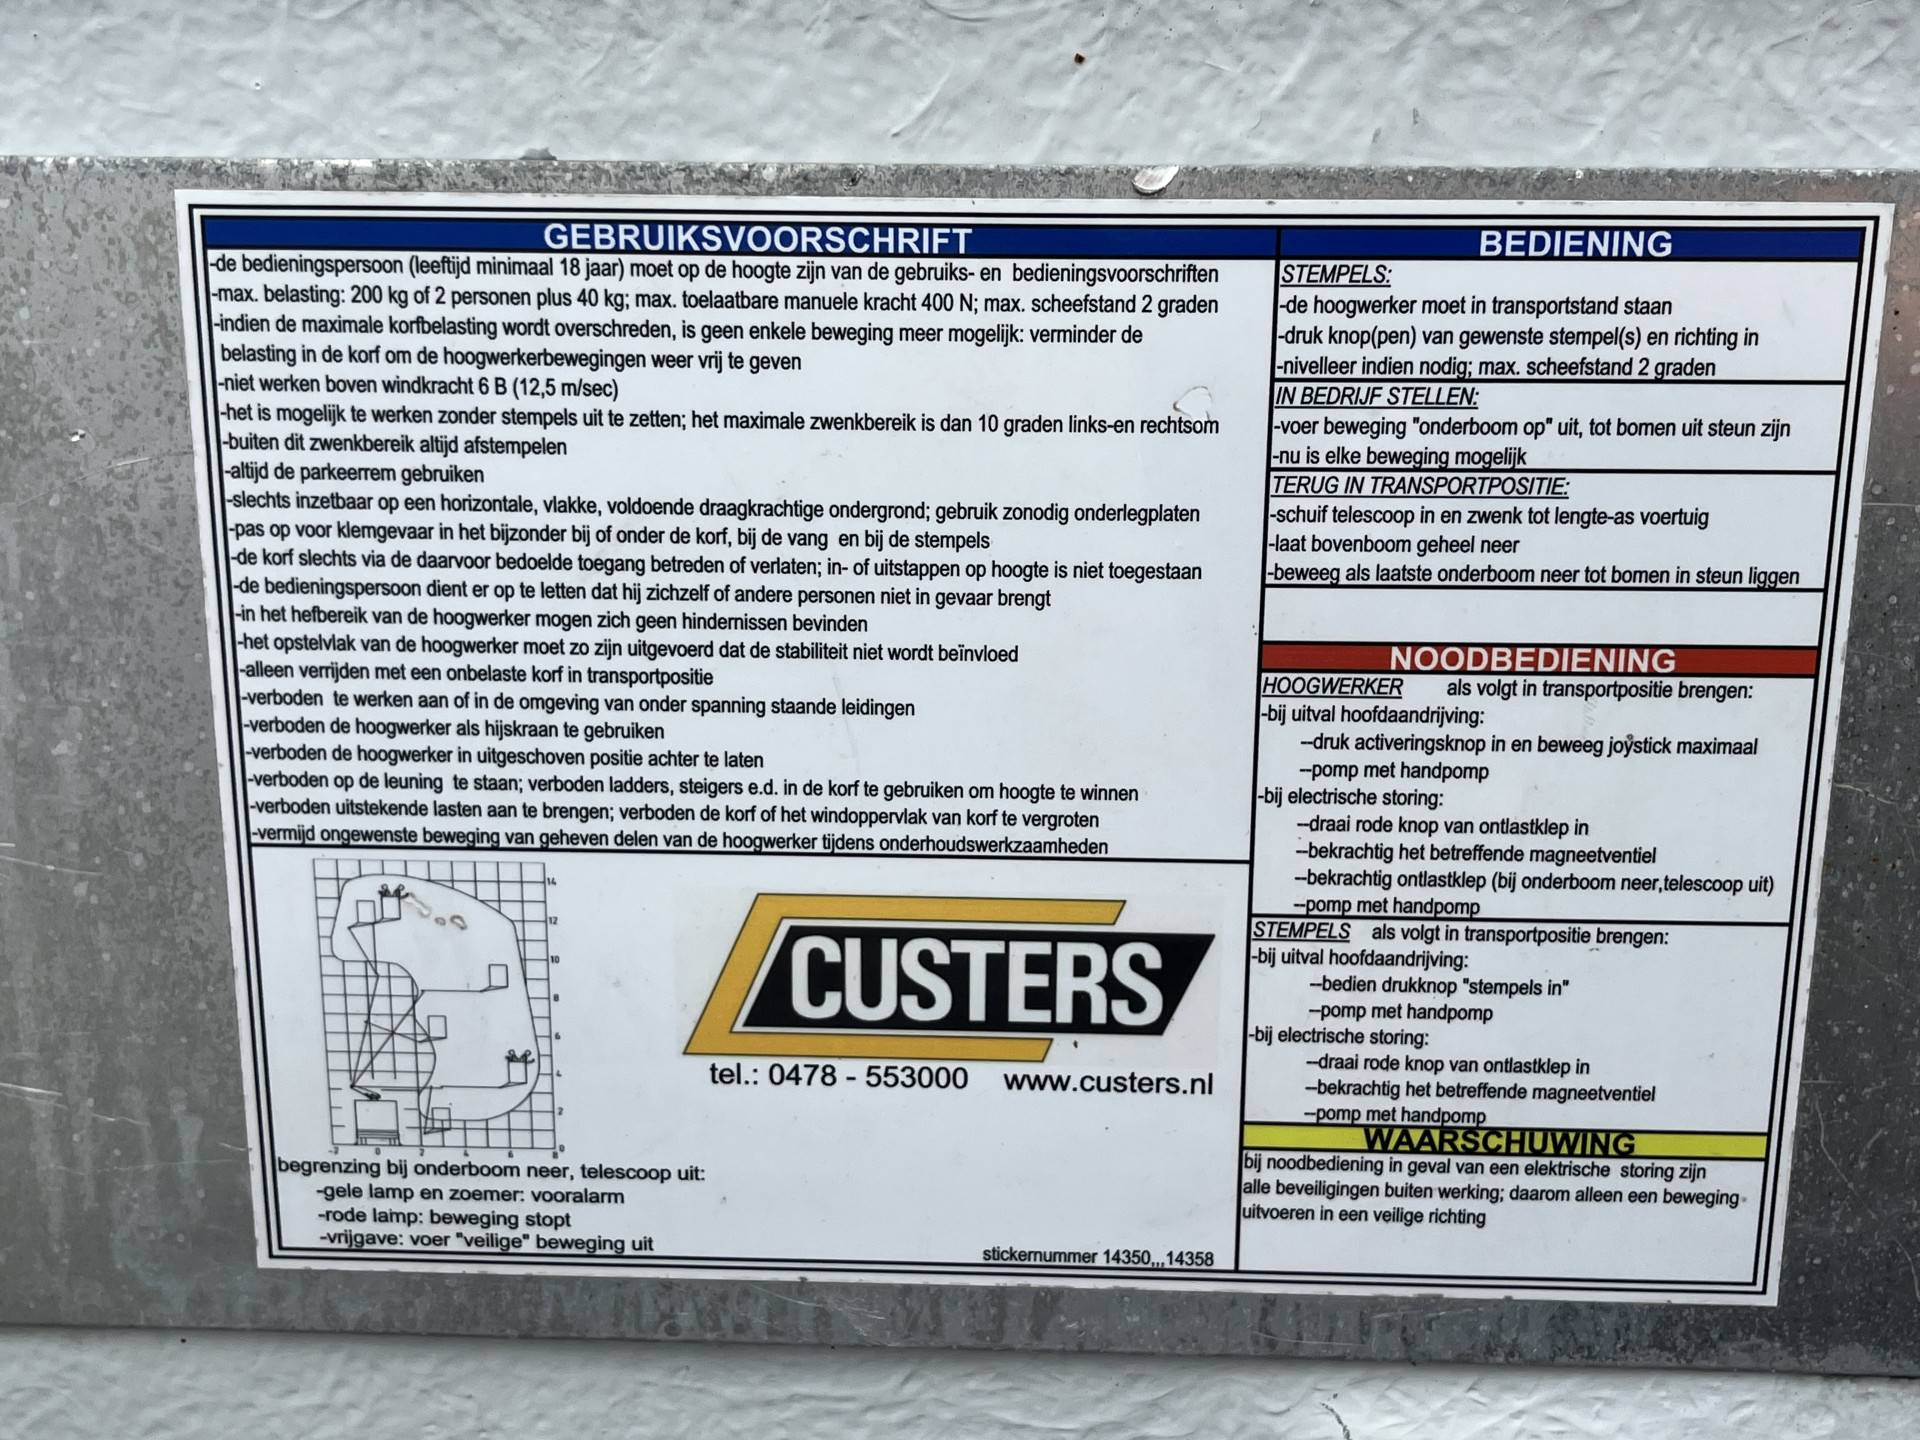 GEBRUIKSVOORSCHRIFT
-de bedieningspersoon (leeftijd minimaal 18 jaar) moet op de hoogte zijn van de gebruiks- en bedieningsvoorschriften
-max. belasting: 200 kg of 2 personen plus 40 kg; max. toelaatbare manuele kracht 400 N; max. scheefstand 2 graden
-indien de maximale korfbelasting wordt overschreden, is geen enkele beweging meer mogelijk: verminder de
belasting in de korf om de hoogwerkerbewegingen weer vrij te geven
-niet werken boven windkracht 6 B (12,5 m/sec)
-het is mogelijk te werken zonder stempels uit te zetten; het maximale zwenkbereik is dan 10 graden links-en rechtsom
-buiten dit zwenkbereik altijd afstempelen
-altijd de parkeerrem gebruiken
-slechts inzetbaar op een horizontale, vlakke, voldoende draagkrachtige ondergrond; gebruik zonodig onderlegplaten
-pas op voor klemgevaar in het bijzonder bij of onder de korf, bij de vang en bij de stempels
-de korf slechts via de daarvoor bedoelde toegang betreden of verlaten; in- of uitstappen op hoogte is niet toegestaan
-de bedieningspersoon dient er op te letten dat hij zichzelf of andere personen niet in gevaar brengt
-in het hefbereik van de hoogwerker mogen zich geen hindernissen bevinden
-het opstelvlak van de hoogwerker moet zo zijn uitgevoerd dat de stabiliteit niet wordt beïnvloed
-alleen verrijden met een onbelaste korf in transportpositie
-verboden te werken aan of in de omgeving van onder spanning staande leidingen
-verboden de hoogwerker als hijskraan te gebruiken
-verboden de hoogwerker in uitgeschoven positie achter te laten
-verboden op de leuning te staan; verboden ladders, steigers e.d. in de korf te gebruiken om hoogte te winnen
-verboden uitstekende lasten aan te brengen; verboden de korf of het windoppervlak van korf te vergroten
-vermijd ongewenste beweging van geheven delen van de hoogwerker tijdens onderhoudswerkzaamheden
14
12
10
8
6
4
2
0
-2 0 2 4 6 8
begrenzing bij onderboom neer, telescoop uit:
-gele lamp en zoemer: vooralarm
-rode lamp: beweging stopt
-vrijgave: voer "veilige" beweging uit
CUSTERS
tel.: 0478 - 553000 www.custers.nl
stickernummer 14350,,,14358
BEDIENING
STEMPELS:
-de hoogwerker moet in transportstand staan
-druk knop(pen) van gewenste stempel(s) en richting in
-nivelleer indien nodig; max. scheefstand 2 graden
IN BEDRIJF STELLEN:
-voer beweging "onderboom op" uit, tot bomen uit steun zijn
-nu is elke beweging mogelijk
TERUG IN TRANSPORTPOSITIE:
-schuif telescoop in en zwenk tot lengte-as voertuig
-laat bovenboom geheel neer
-beweeg als laatste onderboom neer tot bomen in steun liggen
NOODBEDIENING
HOOGWERKER als volgt in transportpositie brengen:
-bij uitval hoofdaandrijving:
--druk activeringsknop in en beweeg joystick maximaal
--pomp met handpomp
-bij electrische storing:
--draai rode knop van ontlastklep in
--bekrachtig het betreffende magneetventiel
--bekrachtig ontlastklep (bij onderboom neer,telescoop uit)
--pomp met handpomp
STEMPELS als volgt in transportpositie brengen:
-bij uitval hoofdaandrijving:
--bedien drukknop "stempels in"
--pomp met handpomp
-bij electrische storing:
--draai rode knop van ontlastklep in
--bekrachtig het betreffende magneetventiel
--pomp met handpomp
WAARSCHUWING
bij noodbediening in geval van een elektrische storing zijn
alle beveiligingen buiten werking; daarom alleen een beweging
uitvoeren in een veilige richting